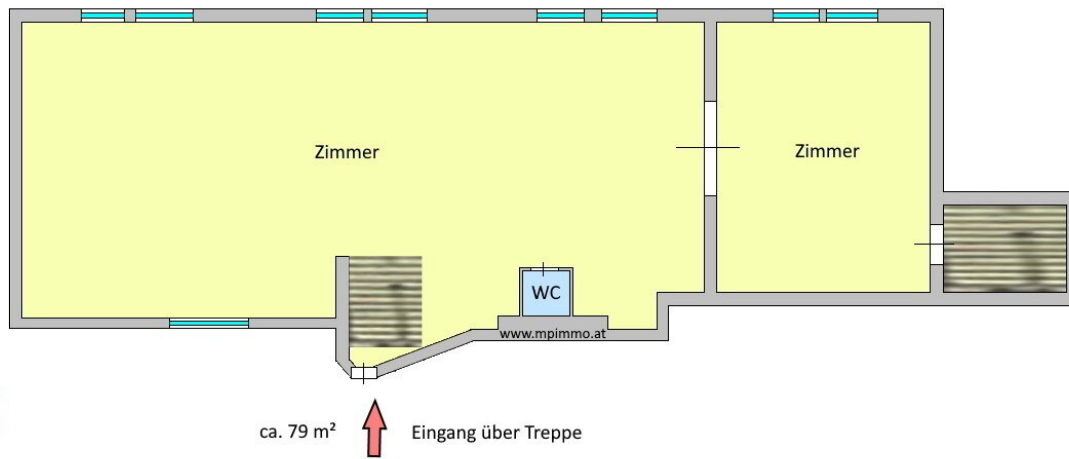 Zimmer
Zimmer
WC
www.mpimmo.at
ca. 79 m² Eingang über Treppe